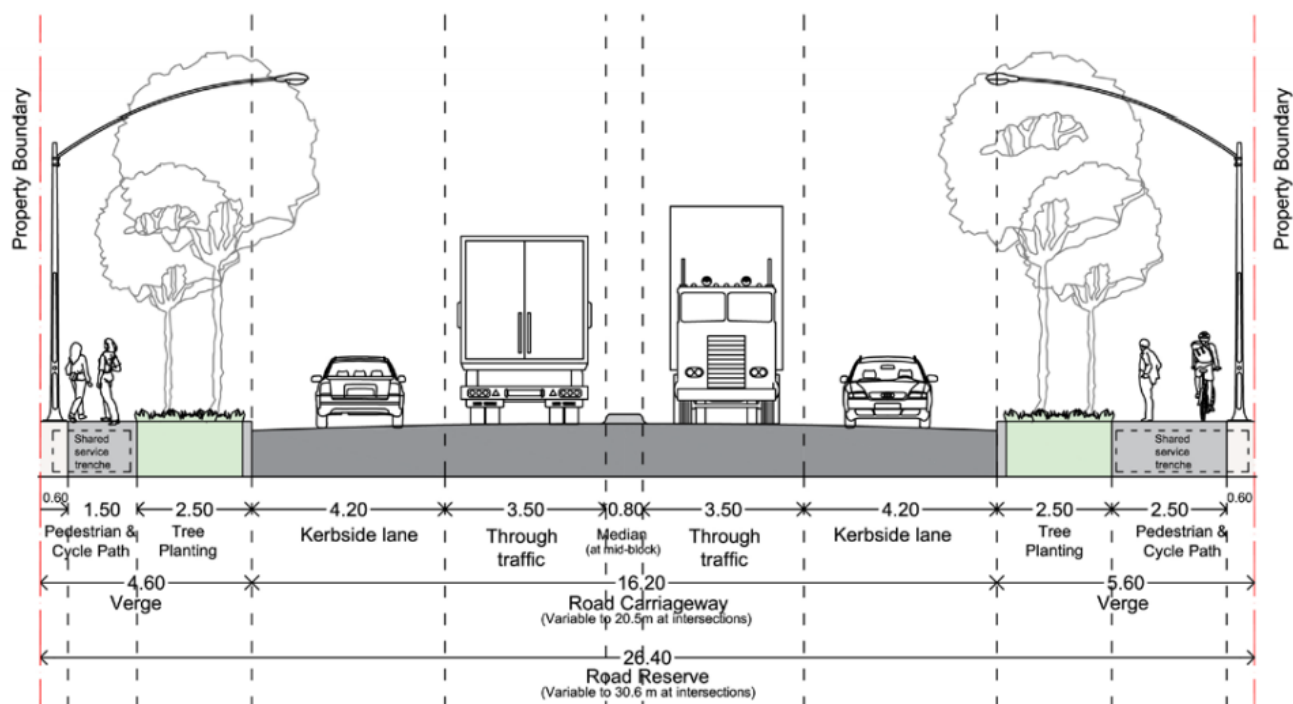 Property Boundary
Property Boundary
Shared
service
trenche
Shared
service
trenche
0.60
1.50
2.50
4.20
3.50
0.80
3.50
4.20
2.50
2.50
0.60
Pedestrian &
Cycle Path
Tree
Planting
Kerbside lane
Through
traffic
Median
(at mid-block)
Through
traffic
Kerbside lane
Tree
Planting
Pedestrian &
Cycle Path
4.60
Verge
16.20
Road Carriageway
(Variable to 20.5m at intersections)
5.60
Verge
26.40
Road Reserve
(Variable to 30.6 m at intersections)